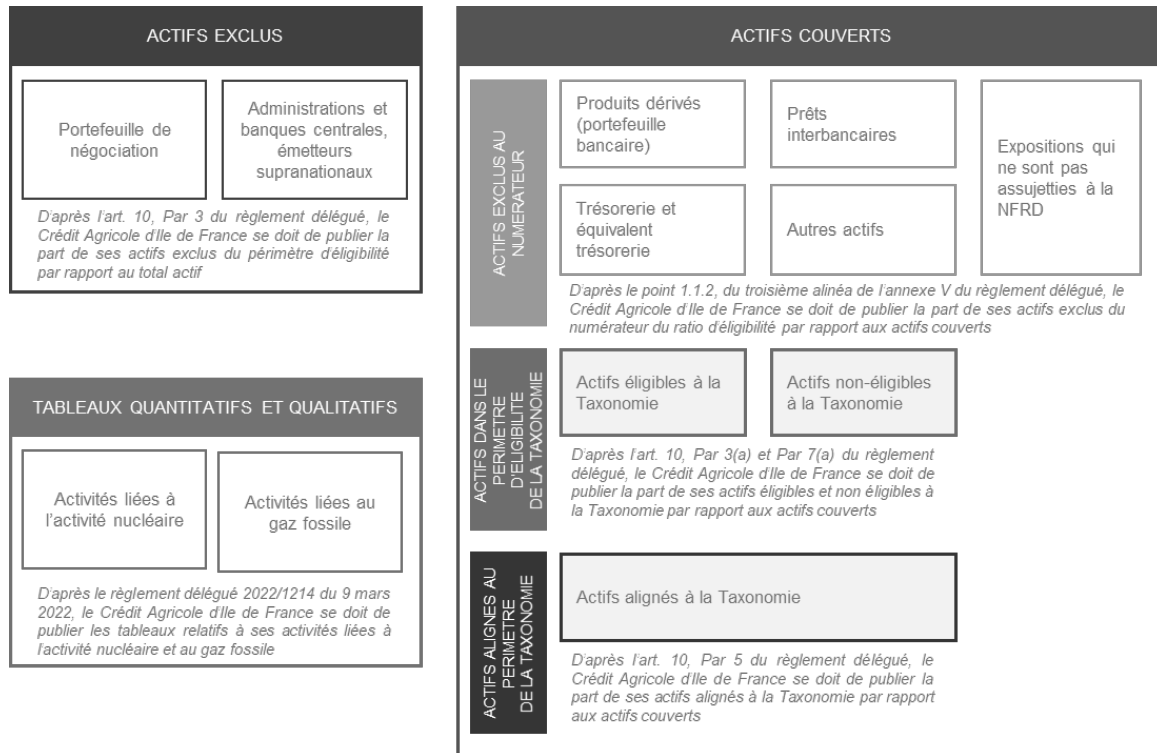 ACTIFS EXCLUS
Portefeuille de
négociation
Administrations et
banques centrales,
émetteurs
supranationaux
D'après l'art. 10, Par 3 du règlement délégué, le
Crédit Agricole d'Ile de France se doit de publier la
part de ses actifs exclus du périmètre d'éligibilité
par rapport au total actif
TABLEAUX QUANTITATIFS ET QUALITATIFS
Activités liées à
l'activité nucléaire
Activités liées au
gaz fossile
D'après le règlement délégué 2022/1214 du 9 mars
2022, le Crédit Agricole d'Ile de France se doit de
publier les tableaux relatifs à ses activités liées à
l'activité nucléaire et au gaz fossile
ACTIFS COUVERTS
ACTIFS EXCLUS AU
NUMERATEUR
Produits dérivés
(portefeuille
bancaire)
Prêts
interbancaires
Expositions qui
ne sont pas
assujetties à la
NFRD
Trésorerie et
équivalent
trésorerie
Autres actifs
D'après le point 1.1.2, du troisième alinéa de l'annexe V du règlement délégué, le
Crédit Agricole d'Ile de France se doit de publier la part de ses actifs exclus du
numérateur du ratio d'éligibilité par rapport aux actifs couverts
ACTIFS DANS LE
PERIMETRE
D'ELIGIBILITE
DE LA TAXONOMIE
Actifs éligibles à la
Taxonomie
Actifs non-éligibles
à la Taxonomie
D'après l'art. 10, Par 3(a) et Par 7(a) du règlement
délégué, le Crédit Agricole d'Ile de France se doit de
publier la part de ses actifs éligibles et non éligibles à
la Taxonomie par rapport aux actifs couverts
ACTIFS ALIGNES AU
PERIMETRE
DE LA TAXONOMIE
Actifs alignés à la Taxonomie
D'après l'art. 10, Par 5 du règlement délégué, le
Crédit Agricole d'Ile de France se doit de publier la
part de ses actifs alignés à la Taxonomie par rapport
aux actifs couverts